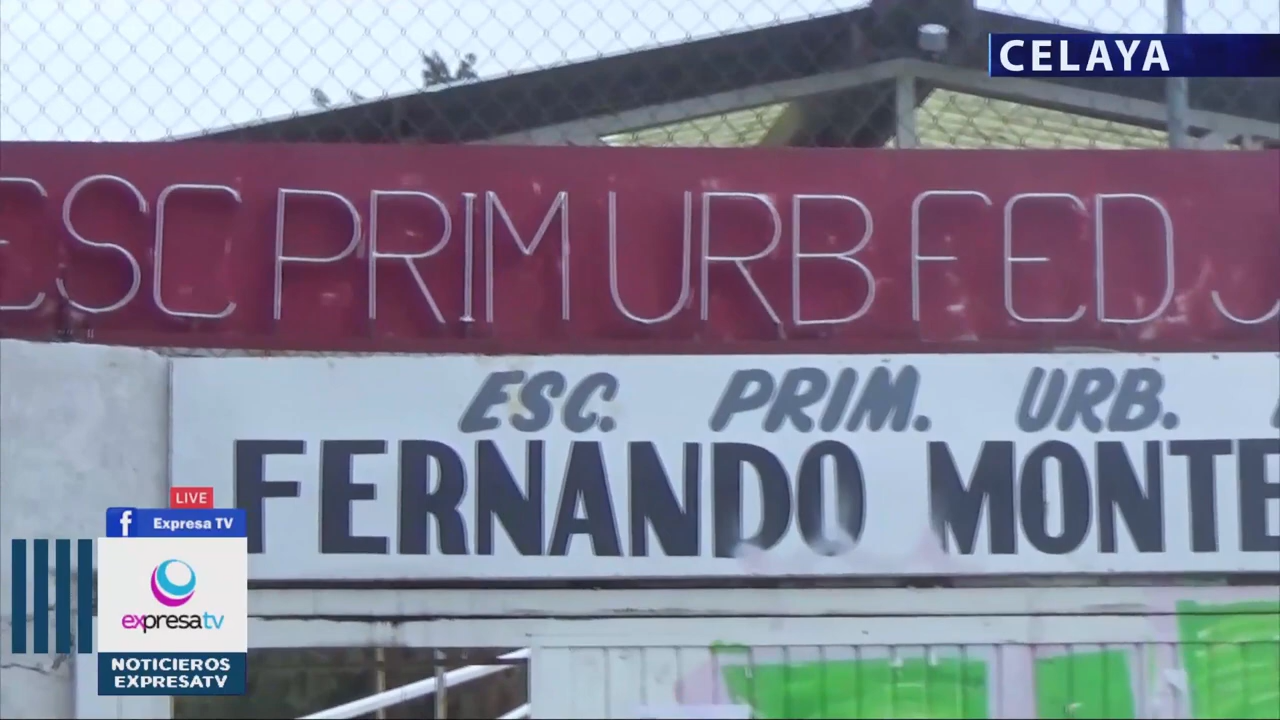 CELAYA
ESC PRIM URB FED J
ESC. PRIM. URB.
FERNANDO MONTE
LIVE
f Expresa TV
expresatv
NOTICIEROS
EXPRESATV